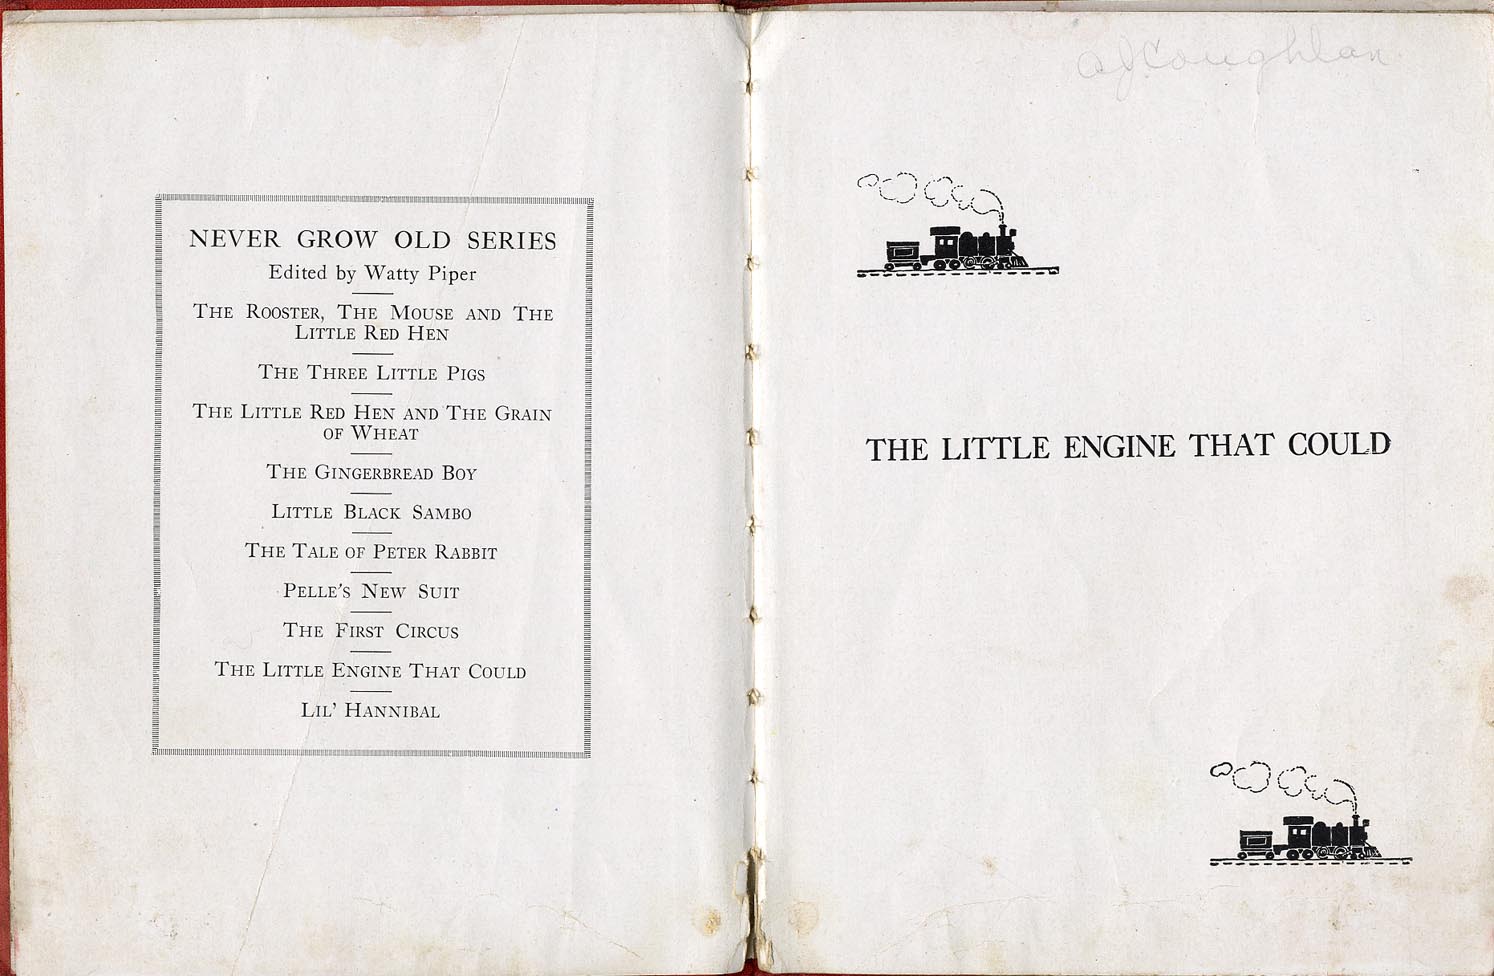 NEVER GROW OLD SERIES
Edited by Watty Piper
THE ROOSTER, THE MOUSE AND THE
LITTLE RED HEN
THE THREE LITTLE PIGS
THE LITTLE RED HEN AND THE GRAIN
OF WHEAT
THE GINGERBREAD BOY
LITTLE BLACK SAMBO
THE TALE OF PETER RABBIT
PELLE'S NEW SUIT
THE FIRST CIRCUS
THE LITTLE ENGINE THAT COULD
LIL' HANNIBAL
Coughlan
THE LITTLE ENGINE THAT COULD